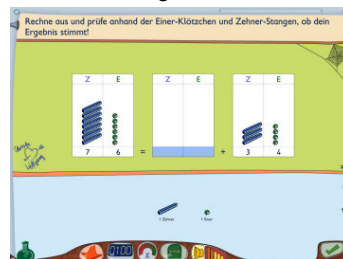 Rechne aus und prüfe anhand der Einer-Klötzchen und Zehner-Stangen, ob dein
Ergebnis stimmt!
Z E Z E Z E
7 6 = + 3 4
1 Zehner 1 Einer